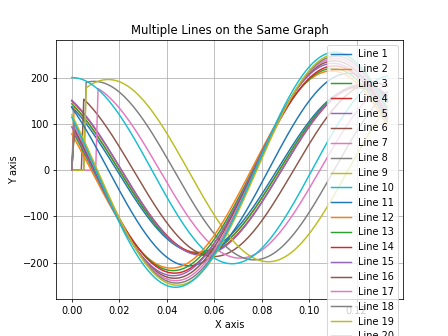 Multiple Lines on the Same Graph
Line 1
Line 2
Line 3
Line 4
Line 5
Line 6
Line 7
Line 8
Line 9
Line 10
Line 11
Line 12
Line 13
Line 14
Line 15
Line 16
Line 17
Line 18
Line 19
Line 20
200
100
0
−100
−200
Y axis
0.00
0.02
0.04
0.06
0.08
0.10
X axis